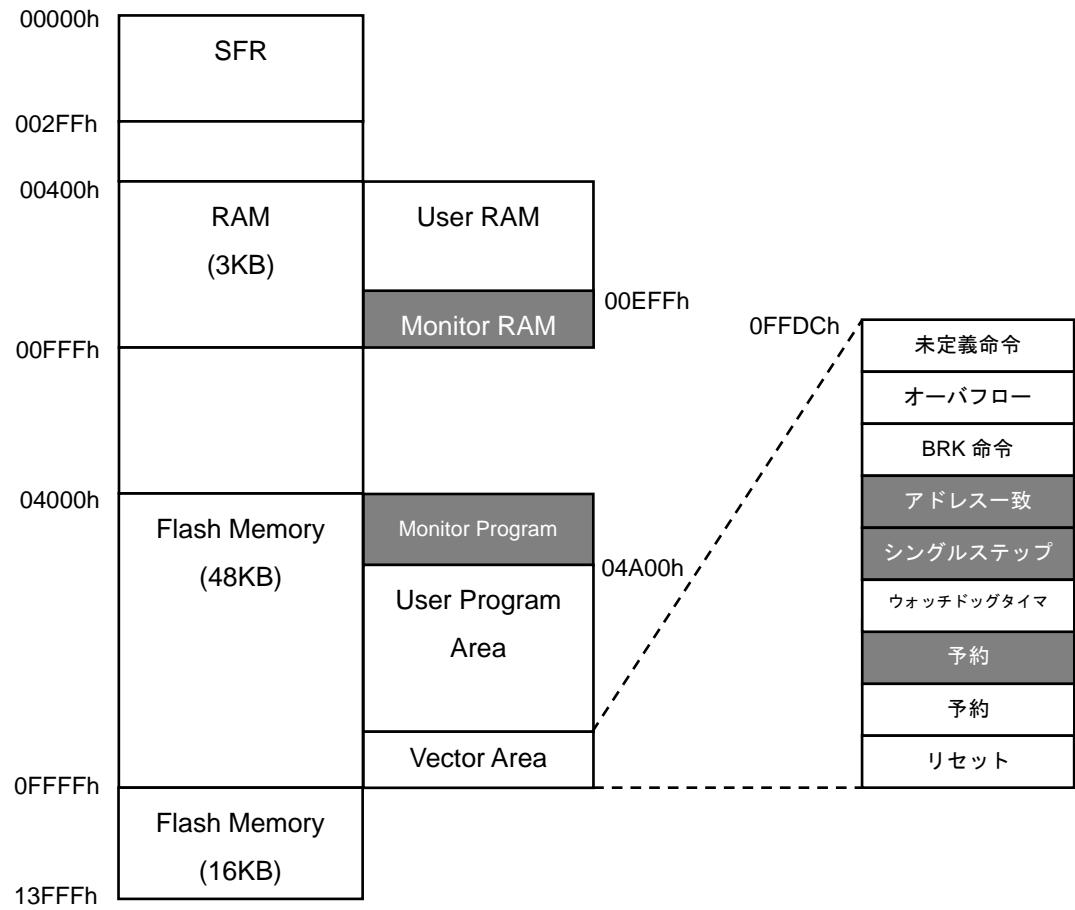 00000h
SFR
002FFh
00400h
RAM
(3KB)
User RAM
00EFFh
Monitor RAM
00FFFh
04000h
Flash Memory
(48KB)
Monitor Program
04A00h
User Program
Area
Vector Area
0FFFFh
Flash Memory
(16KB)
13FFFh
0FFDCh
未定義命令
オーバフロー
BRK 命令
アドレス一致
シングルステップ
ウォッチドッグタイマ
予約
予約
リセット